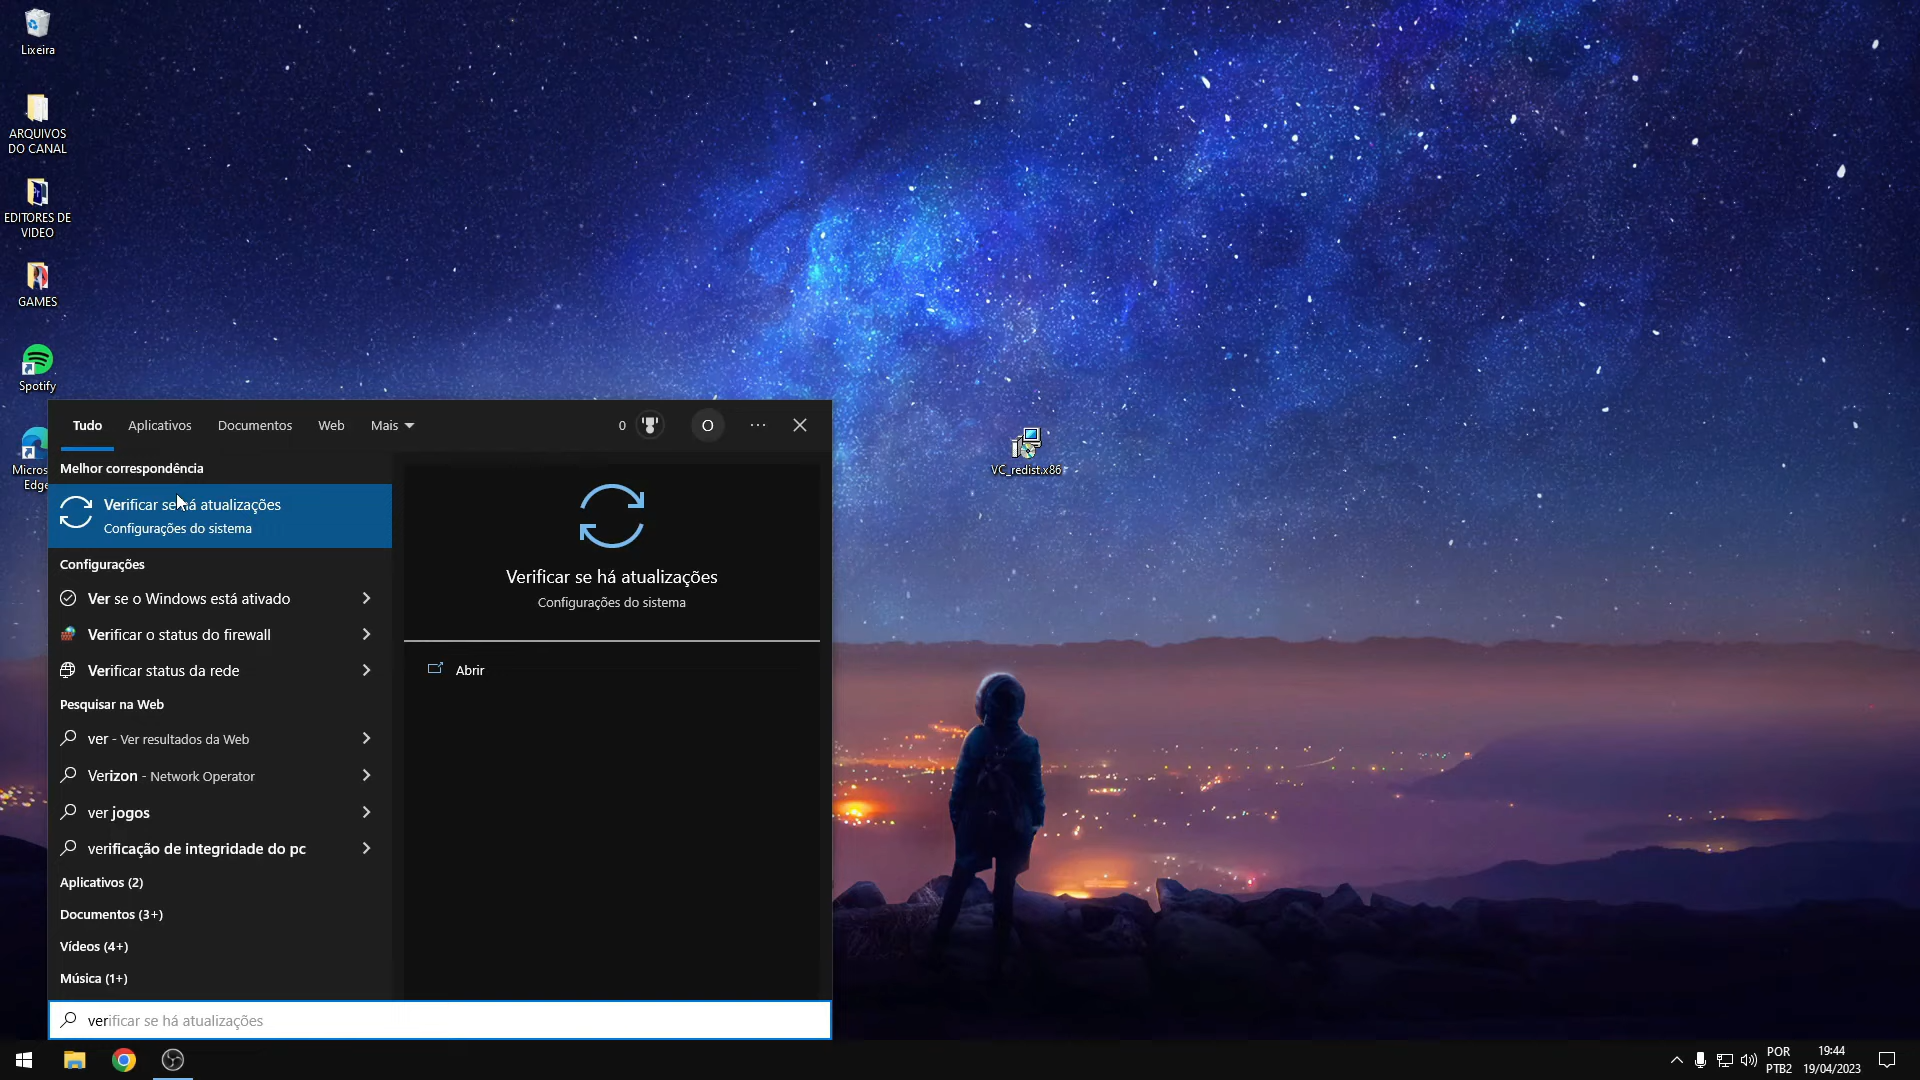 Lixeira
ARQUIVOS
DO CANAL
EDITORES DE
VIDEO
GAMES
Spotify
Micros
Edge
VC_redist.x86
Tudo
Aplicativos
Documentos
Web
Mais
0
O
Melhor correspondência
Verificar se há atualizações
Configurações do sistema
Configurações
Ver se o Windows está ativado
Verificar o status do firewall
Verificar status da rede
Pesquisar na Web
ver - Ver resultados da Web
Verizon - Network Operator
ver jogos
verificação de integridade do pc
Aplicativos (2)
Documentos (3+)
Vídeos (4+)
Música (1+)
Verificar se há atualizações
Configurações do sistema
Abrir
verificar se há atualizações
POR
PTB2
19:44
19/04/2023